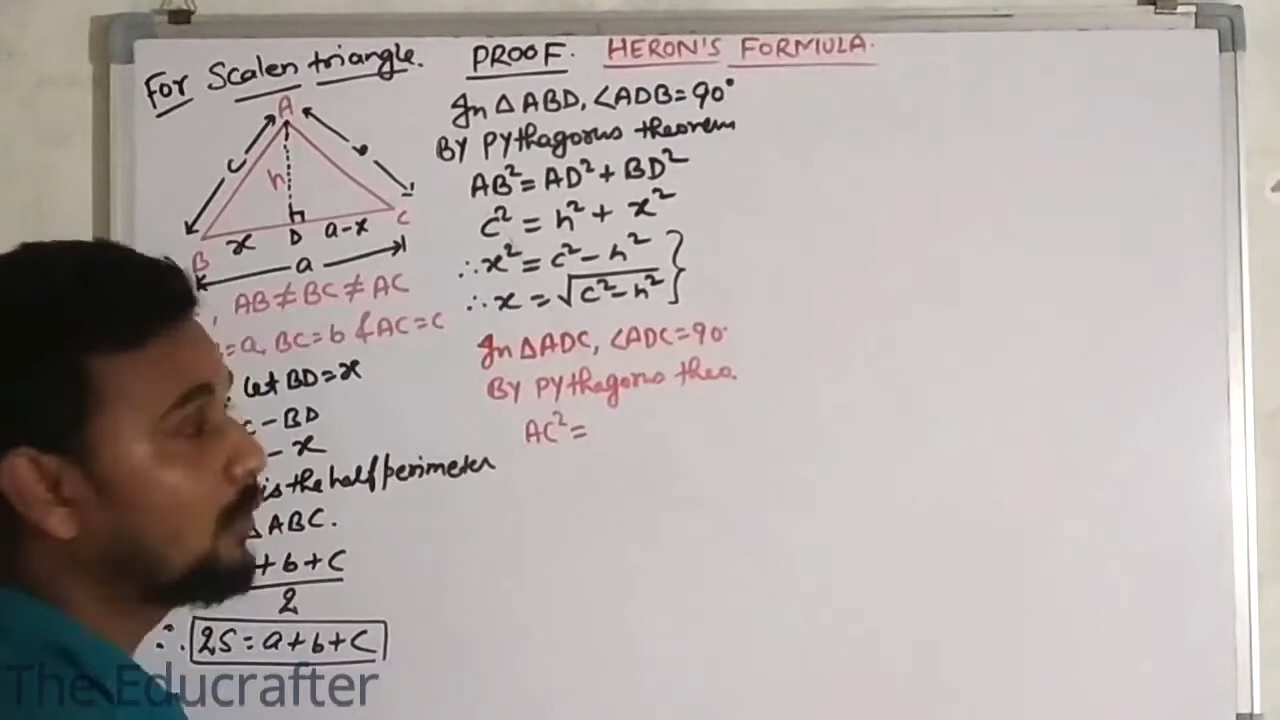 For Scalen triangle.
A
c
b
h
B
x
D
a-x
C
a
, AB ≠ BC ≠ AC
=a, BC=b & AC=c
let BD=x
- BD
- x
is the half perimeter
ABC.
+ b + c
2
∴ 2S = a+b+c
PROOF. HERON'S FORMULA.
In △ ABD, ∠ADB=90°
By Pythagorus theorem
AB²= AD²+ BD²
c² = h² + x²
∴ x² = c² - h²
∴ x = √c²-h²
In △ADC, ∠ADC=90°
By Pythagorus theo.
AC²=
The Educrafter